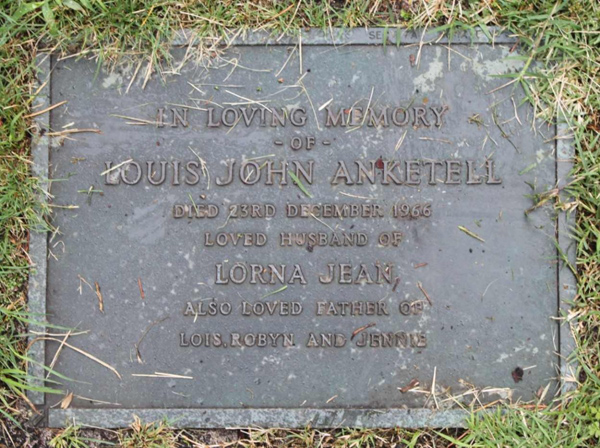 IN LOVING MEMORY
- OF -
LOUIS JOHN ANKETELL
DIED 23RD DECEMBER 1966
LOVED HUSBAND OF
LORNA JEAN
ALSO LOVED FATHER OF
LOIS, ROBYN AND JENNIE